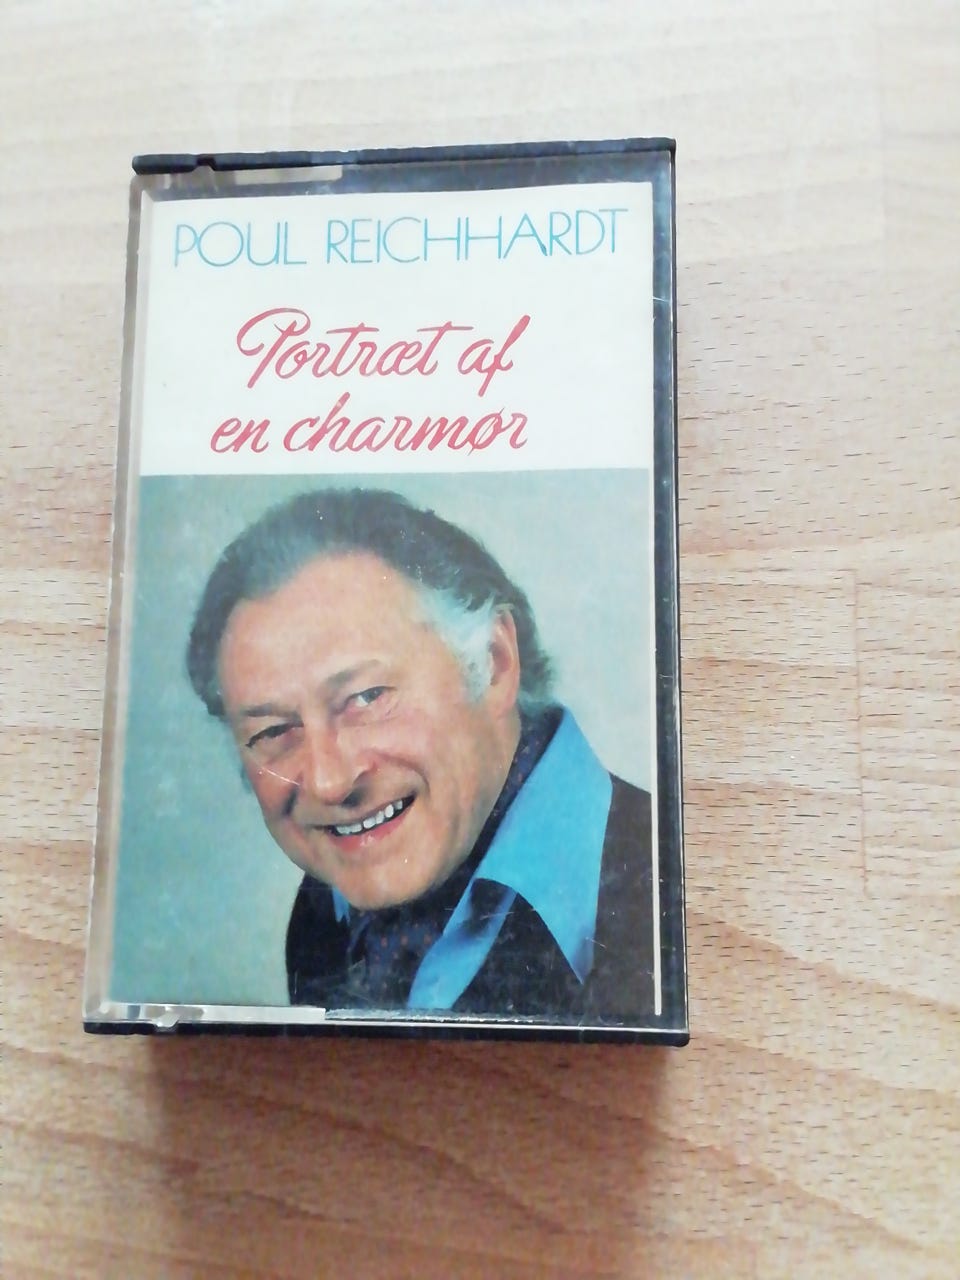 POUL REICHHARDT
Portræt af
en charmør